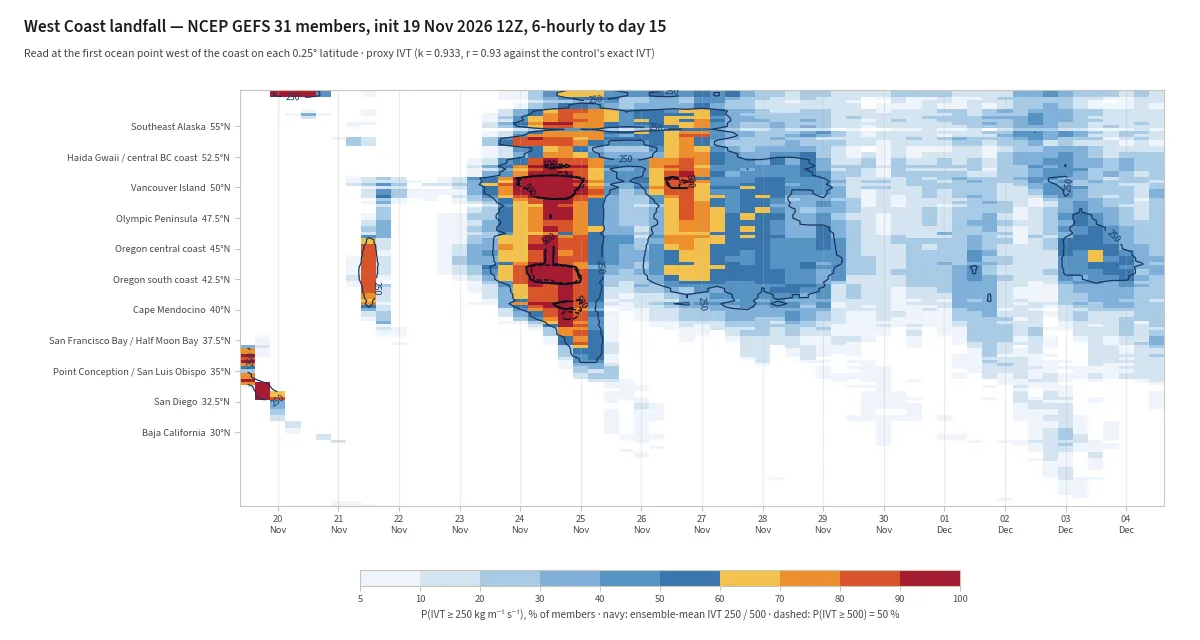 West Coast landfall — NCEP GEFS 31 members, init 19 Nov 2026 12Z, 6-hourly to day 15
Read at the first ocean point west of the coast on each 0.25° latitude · proxy IVT (k = 0.933, r = 0.93 against the control's exact IVT)
Southeast Alaska 55°N
Haida Gwaii / central BC coast 52.5°N
Vancouver Island 50°N
Olympic Peninsula 47.5°N
Oregon central coast 45°N
Oregon south coast 42.5°N
Cape Mendocino 40°N
San Francisco Bay / Half Moon Bay 37.5°N
Point Conception / San Luis Obispo 35°N
San Diego 32.5°N
Baja California 30°N
250
250
250
250
250
250
250
250
250
250
500
500
500
20 21 22 23 24 25 26 27 28 29 30 01 02 03 04
Nov Nov Nov Nov Nov Nov Nov Nov Nov Nov Nov Dec Dec Dec Dec
5 10 20 30 40 50 60 70 80 90 100
P(IVT ≥ 250 kg m⁻¹ s⁻¹), % of members · navy: ensemble-mean IVT 250 / 500 · dashed: P(IVT ≥ 500) = 50 %